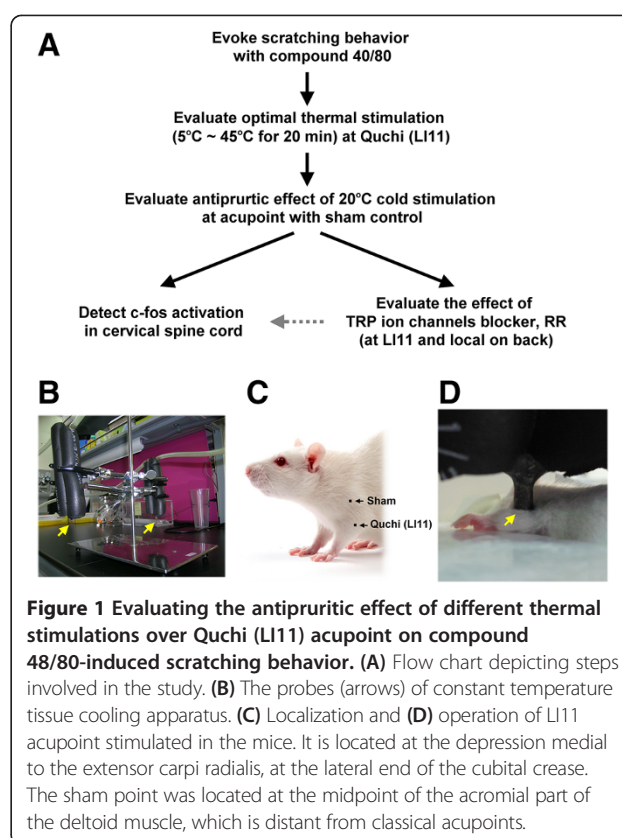 A
Evoke scratching behavior
with compound 40/80
Evaluate optimal thermal stimulation
(5°C ~ 45°C for 20 min) at Quchi (LI11)
Evaluate antiprurtic effect of 20°C cold stimulation
at acupoint with sham control
Detect c-fos activation
in cervical spine cord
Evaluate the effect of
TRP ion channels blocker, RR
(at LI11 and local on back)
B
C
D
Sham
Quchi (LI11)
Figure 1 Evaluating the antipruritic effect of different thermal
stimulations over Quchi (LI11) acupoint on compound
48/80-induced scratching behavior. (A) Flow chart depicting steps
involved in the study. (B) The probes (arrows) of constant temperature
tissue cooling apparatus. (C) Localization and (D) operation of LI11
acupoint stimulated in the mice. It is located at the depression medial
to the extensor carpi radialis, at the lateral end of the cubital crease.
The sham point was located at the midpoint of the acromial part of
the deltoid muscle, which is distant from classical acupoints.